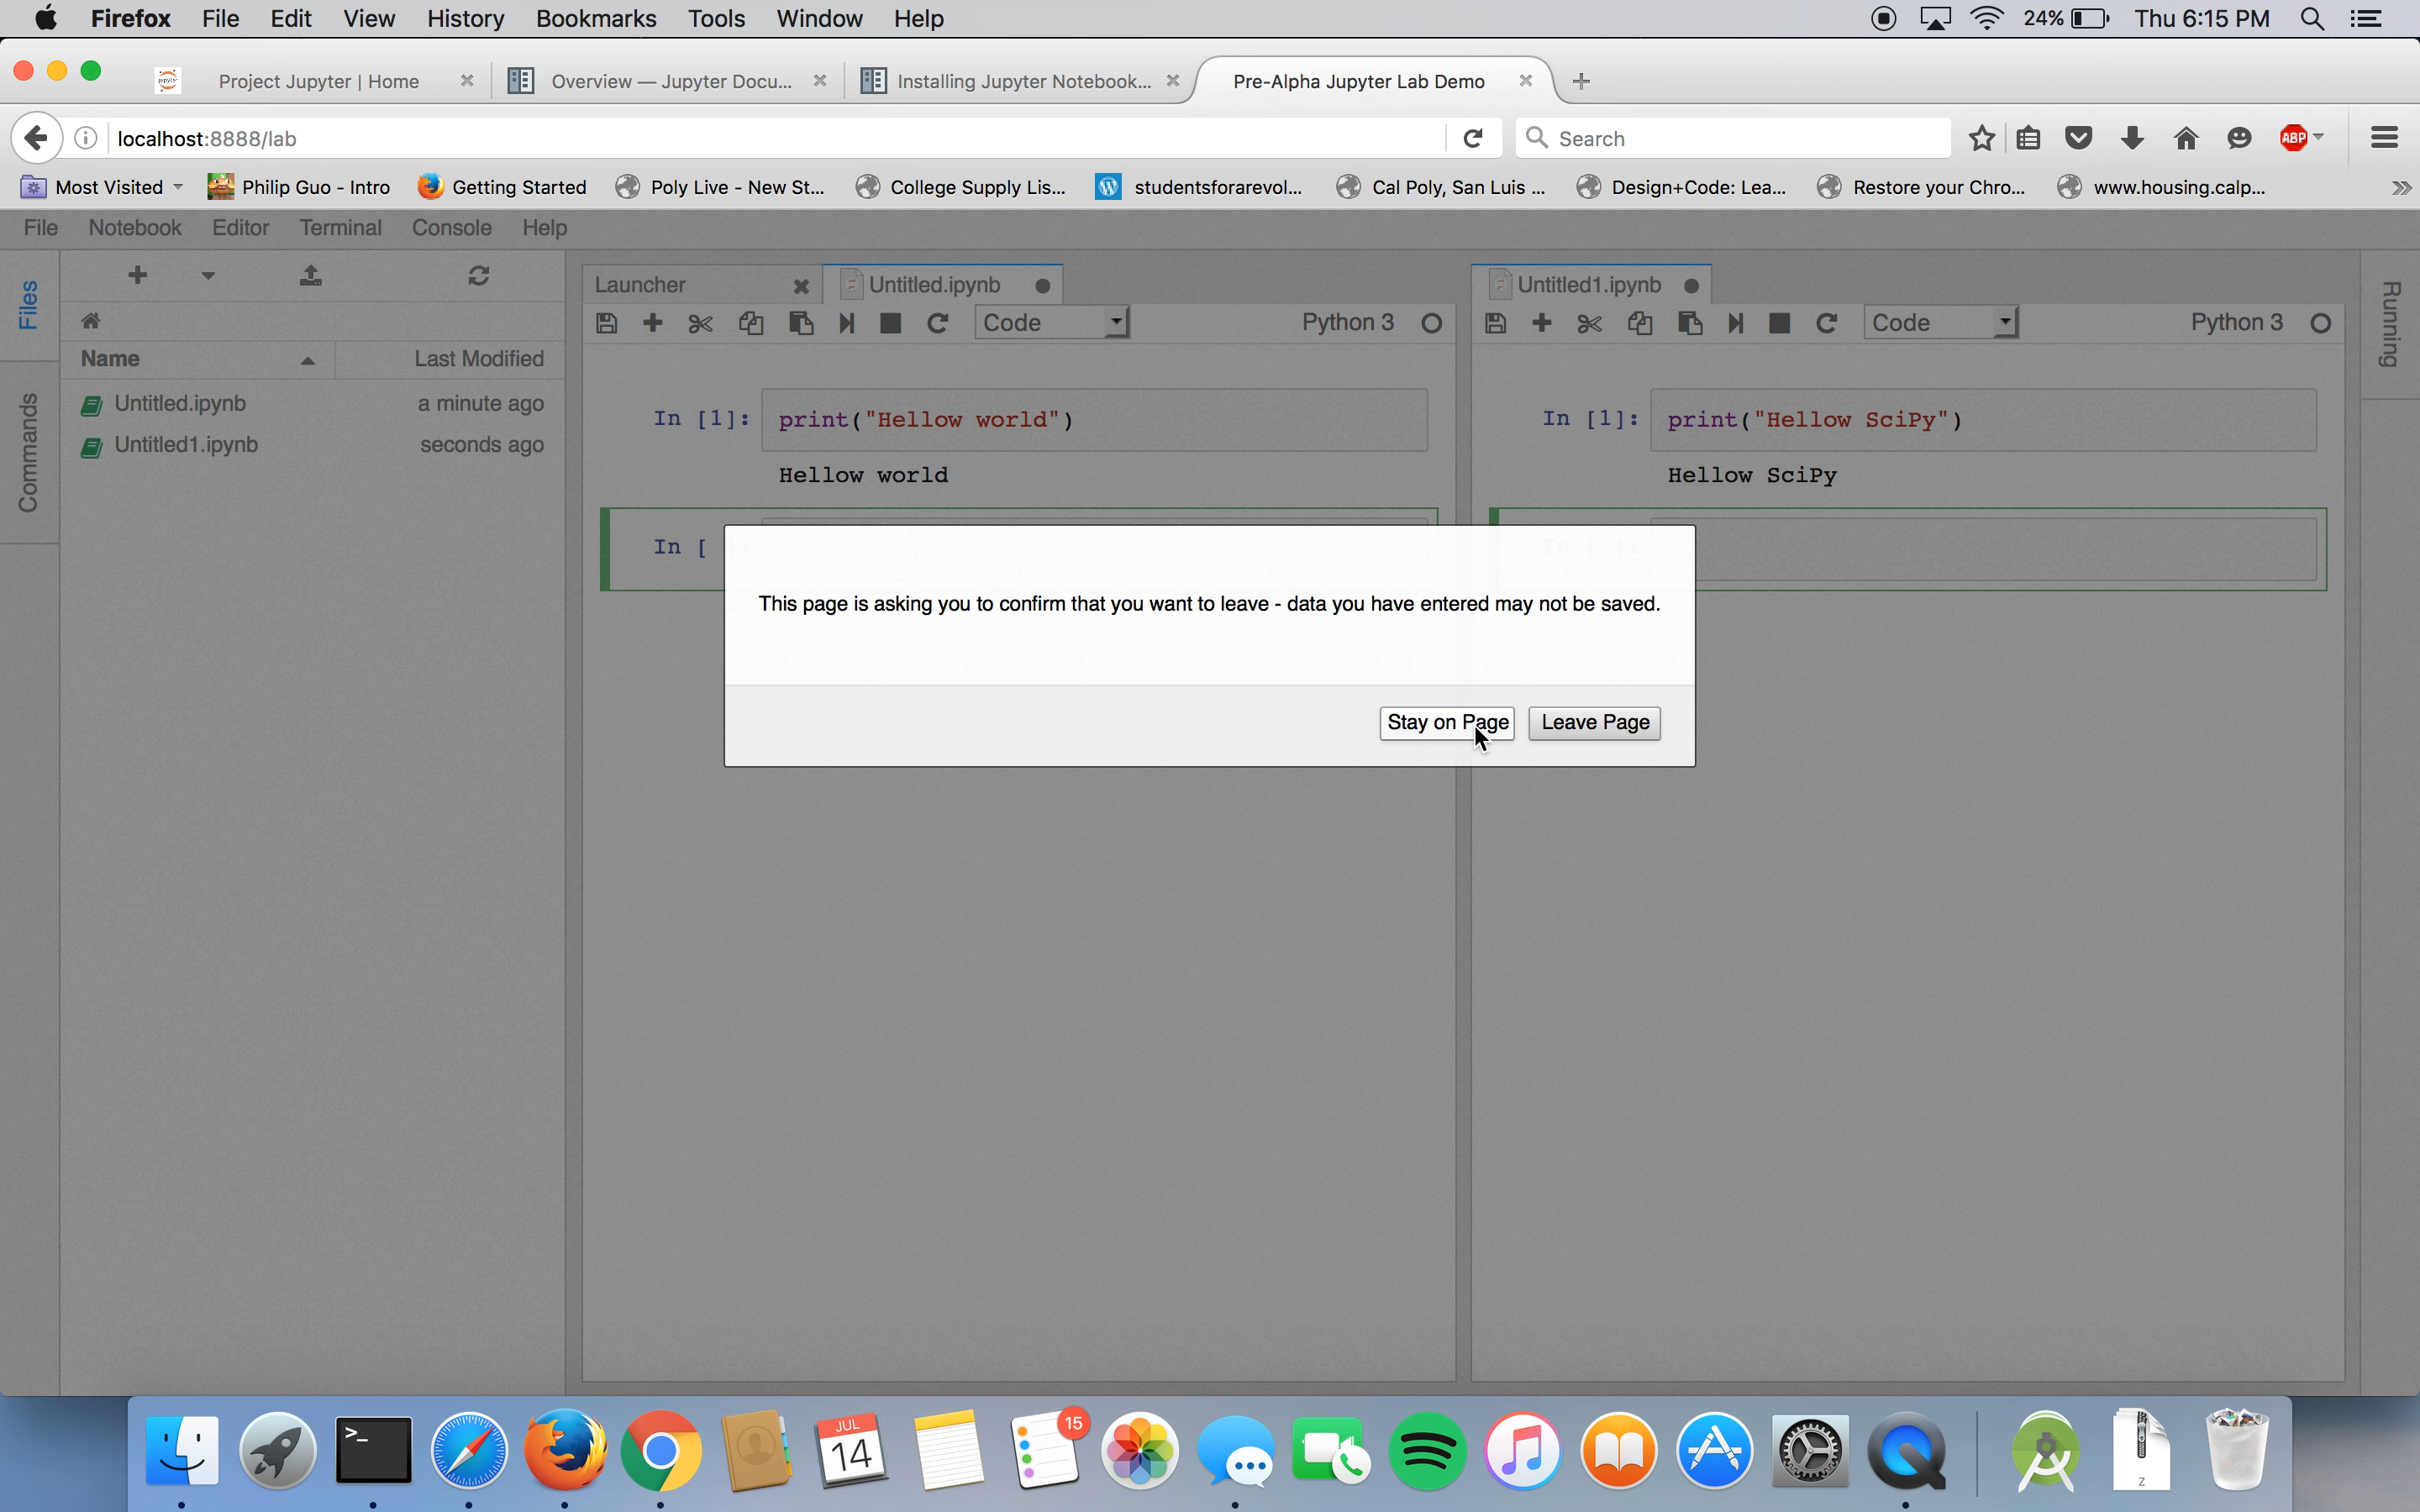 Firefox File Edit View History Bookmarks Tools Window Help 24% Thu 6:15 PM
Project Jupyter | Home Overview — Jupyter Docu... Installing Jupyter Notebook... Pre-Alpha Jupyter Lab Demo
localhost:8888/lab Search ABP
Most Visited Philip Guo - Intro Getting Started Poly Live - New St... College Supply Lis... studentsforarevol... Cal Poly, San Luis ... Design+Code: Lea... Restore your Chro... www.housing.calp...
File Notebook Editor Terminal Console Help
Files
Commands
Name Last Modified
Untitled.ipynb a minute ago
Untitled1.ipynb seconds ago
Launcher Untitled.ipynb
Code Python 3
In [1]: print("Hellow world")
Hellow world
In [
Untitled1.ipynb
Code Python 3
In [1]: print("Hellow SciPy")
Hellow SciPy
In [ ]:
Running
This page is asking you to confirm that you want to leave - data you have entered may not be saved.
Stay on Page Leave Page
>_
JUL
14
15
Z